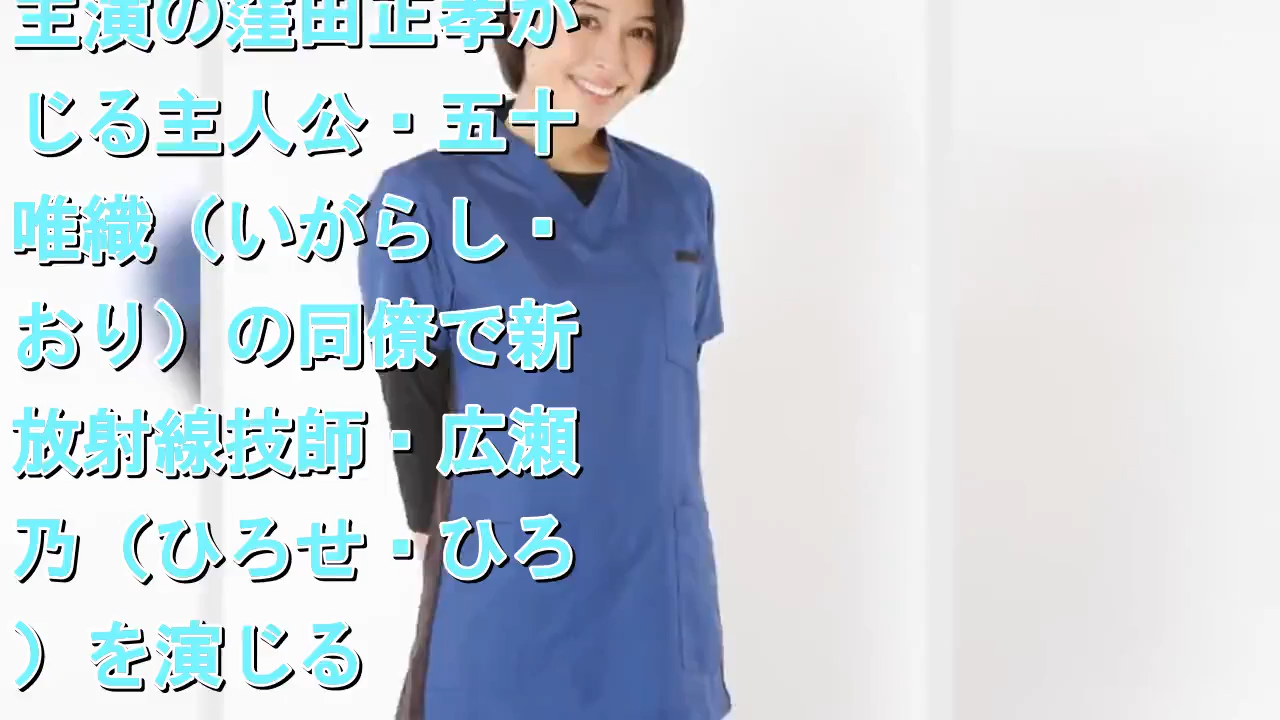 主演の窪田正孝が
じる主人公・五十
唯織（いがらし・
おり）の同僚で新
放射線技師・広瀬
乃（ひろせ・ひろ
）を演じる